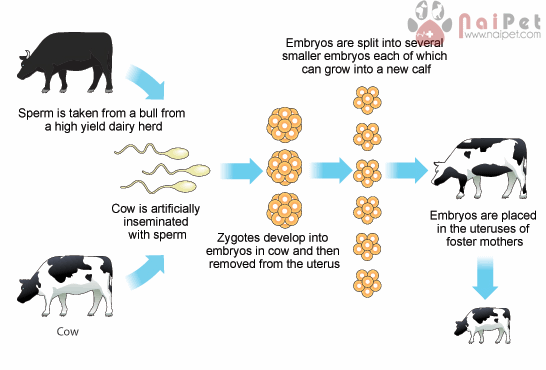 NaiPet
www.naipet.com
Embryos are split into several
smaller embryos each of which
can grow into a new calf
Sperm is taken from a bull from
a high yield dairy herd
Cow is artificially
inseminated
with sperm
Zygotes develop into
embryos in cow and then
removed from the uterus
Embryos are placed
in the uteruses of
foster mothers
Cow